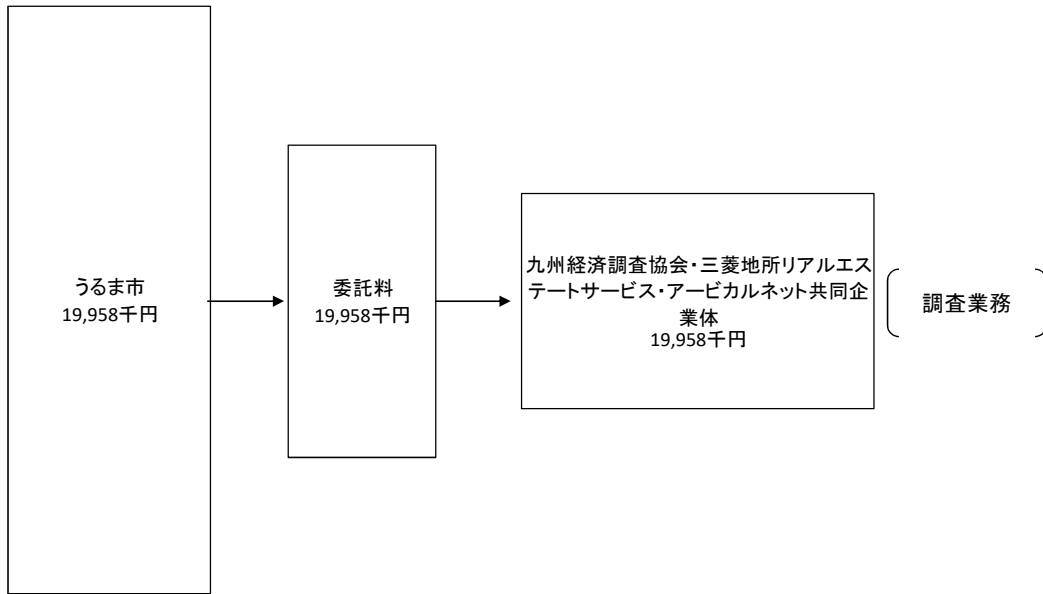 うるま市
19,958千円
委託料
19,958千円
九州経済調査協会・三菱地所リアルエス
テートサービス・アービカルネット共同企
業体
19,958千円
調査業務